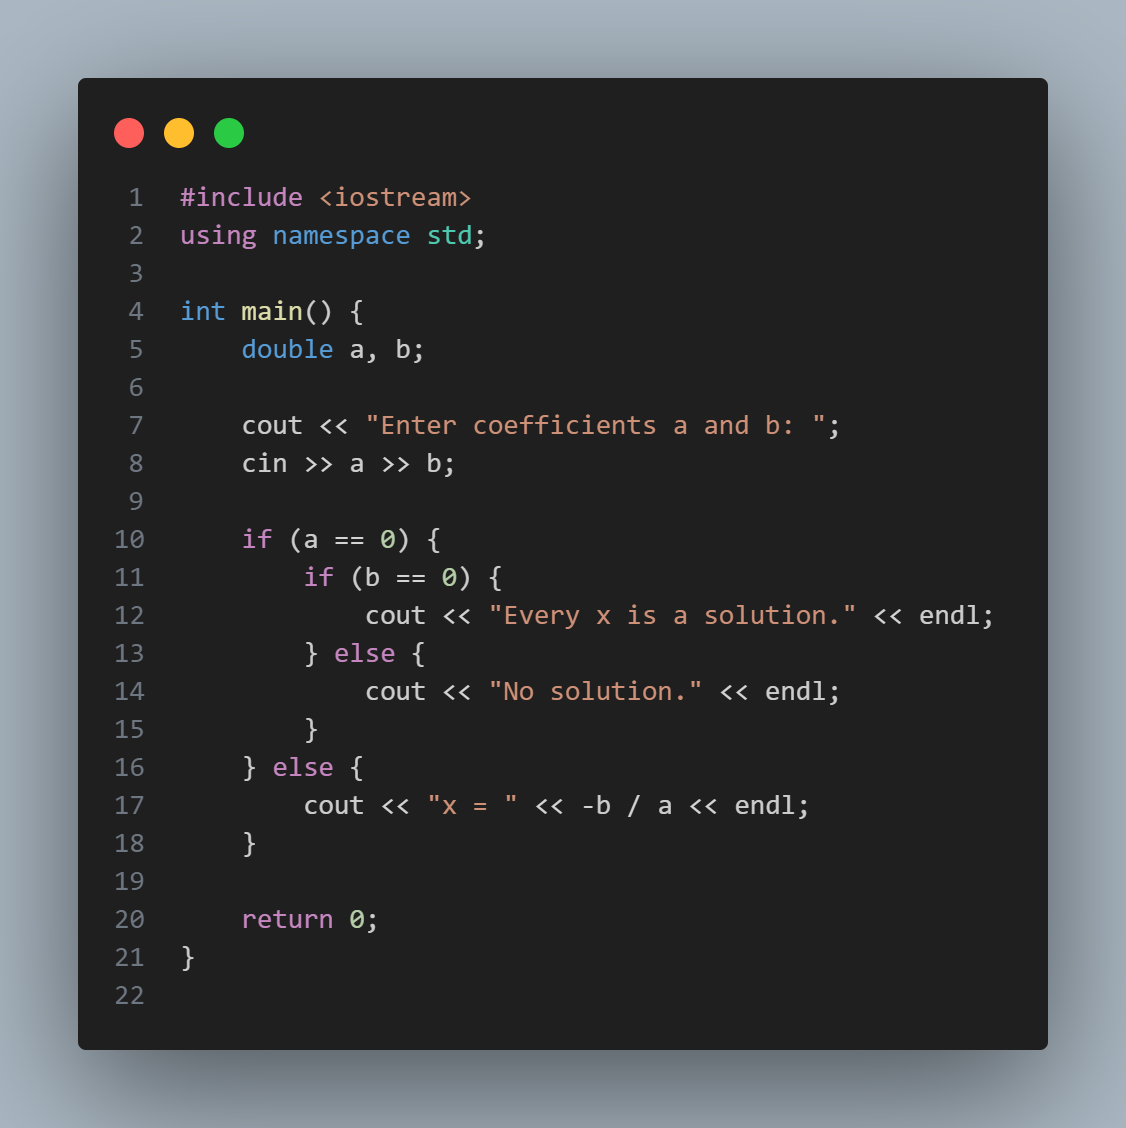 1 #include <iostream>
2 using namespace std;
3
4 int main() {
5     double a, b;
6
7     cout << "Enter coefficients a and b: ";
8     cin >> a >> b;
9
10     if (a == 0) {
11         if (b == 0) {
12             cout << "Every x is a solution." << endl;
13         } else {
14             cout << "No solution." << endl;
15         }
16     } else {
17         cout << "x = " << -b / a << endl;
18     }
19
20     return 0;
21 }
22